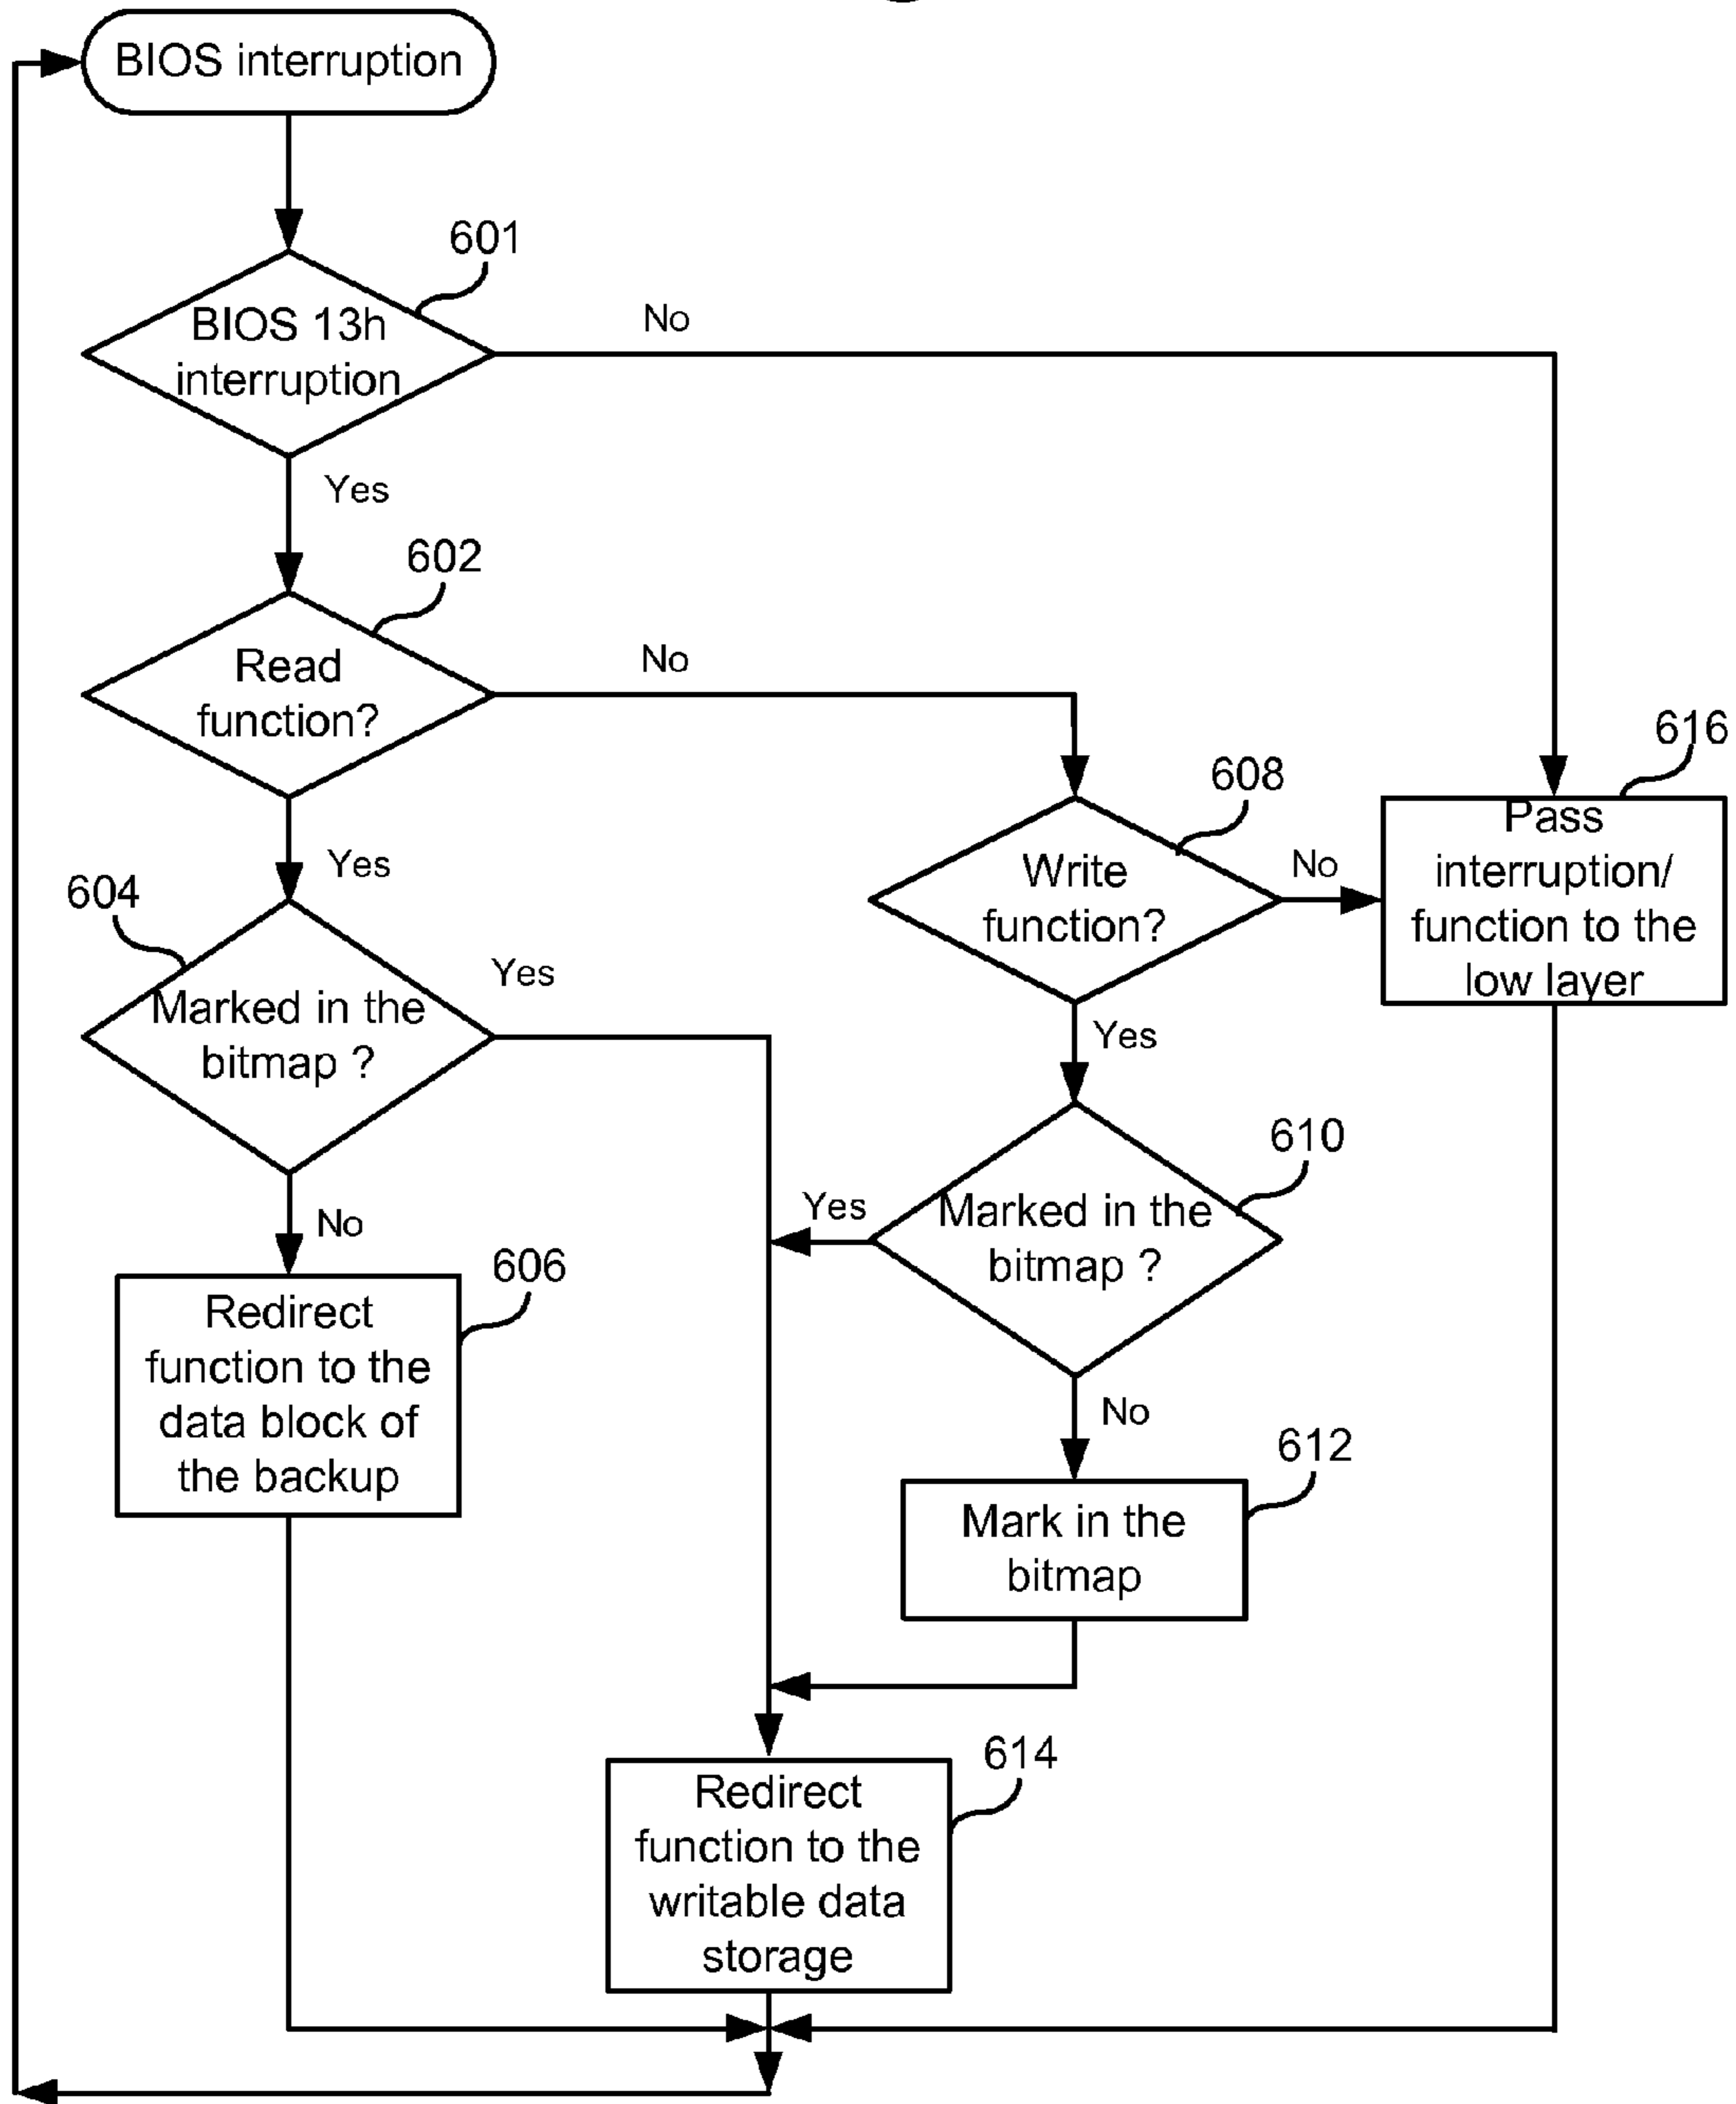 BIOS interruption
601
BIOS 13h
interruption
No
Yes
602
Read
function?
No
616
608
Pass
interruption/
function to the
low layer
Write
function?
No
Yes
604
Marked in the
bitmap ?
Yes
Yes
610
Marked in the
bitmap ?
Yes
No
606
Redirect
function to the
data block of
the backup
No
612
Mark in the
bitmap
614
Redirect
function to the
writable data
storage